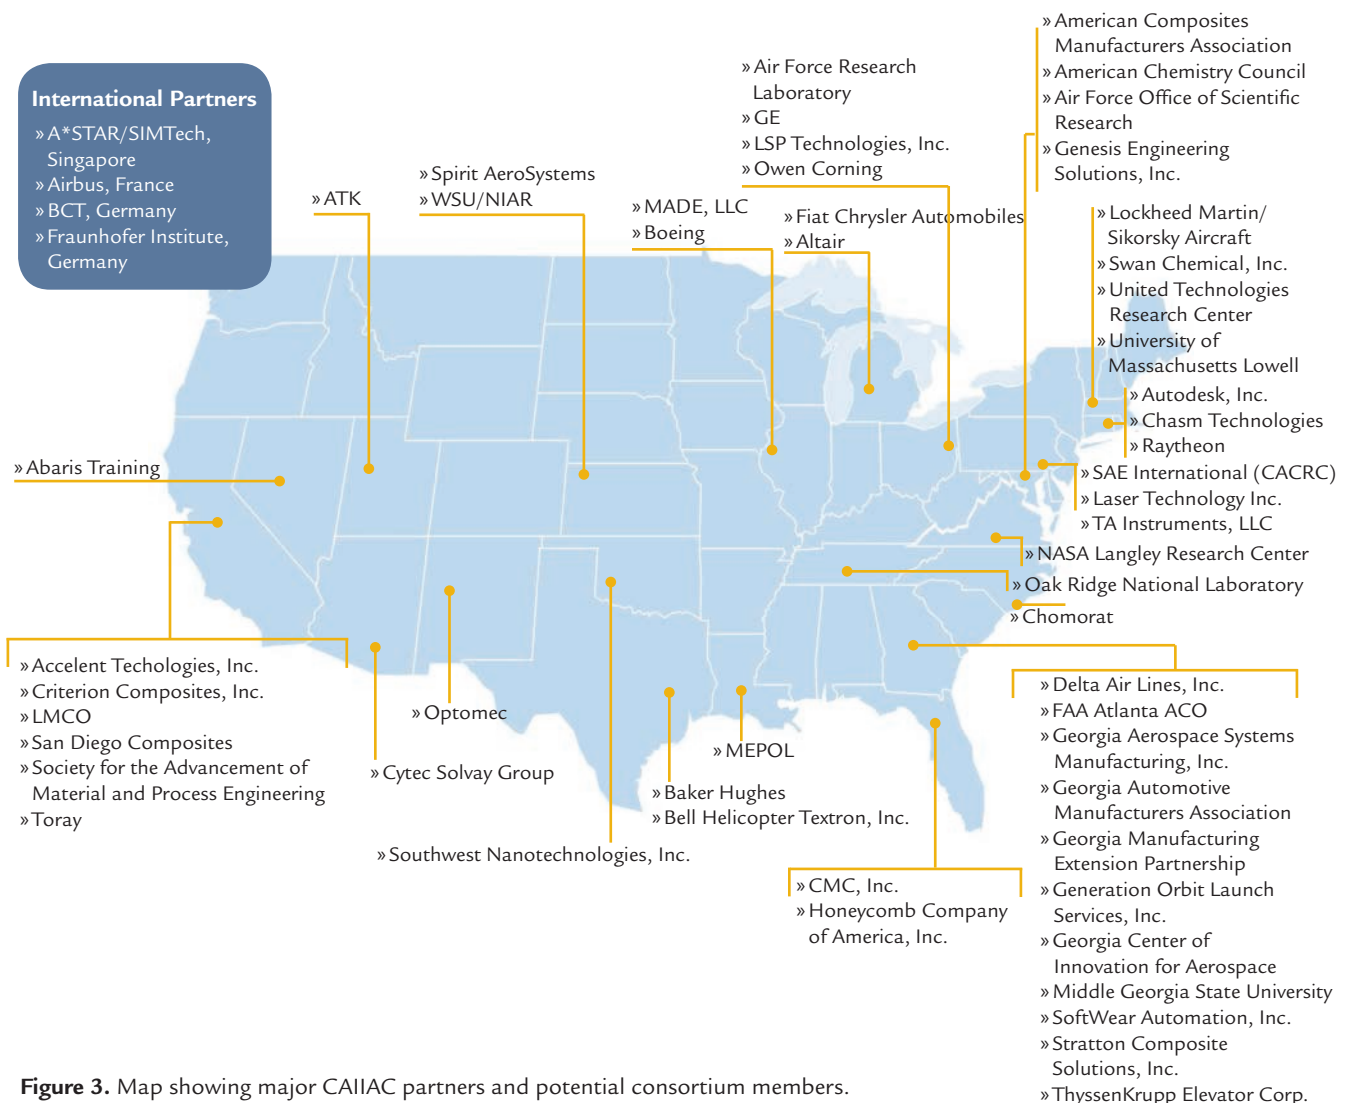 International Partners
» A*STAR/SIMTech,
Singapore
» Airbus, France
» BCT, Germany
» Fraunhofer Institute,
Germany
» ATK
» Spirit AeroSystems
» WSU/NIAR
» MADE, LLC
» Boeing
» Air Force Research
Laboratory
» GE
» LSP Technologies, Inc.
» Owen Corning
» Fiat Chrysler Automobiles
» Altair
» American Composites
Manufacturers Association
» American Chemistry Council
» Air Force Office of Scientific
Research
» Genesis Engineering
Solutions, Inc.
» Lockheed Martin/
Sikorsky Aircraft
» Swan Chemical, Inc.
» United Technologies
Research Center
» University of
Massachusetts Lowell
» Autodesk, Inc.
» Chasm Technologies
» Raytheon
» SAE International (CACRC)
» Laser Technology Inc.
» TA Instruments, LLC
» NASA Langley Research Center
» Oak Ridge National Laboratory
» Chomorat
» Abaris Training
» Accelent Techologies, Inc.
» Criterion Composites, Inc.
» LMCO
» San Diego Composites
» Society for the Advancement of
Material and Process Engineering
» Toray
» Optomec
» Cytec Solvay Group
» Southwest Nanotechnologies, Inc.
» MEPOL
» Baker Hughes
» Bell Helicopter Textron, Inc.
» CMC, Inc.
» Honeycomb Company
of America, Inc.
» Delta Air Lines, Inc.
» FAA Atlanta ACO
» Georgia Aerospace Systems
Manufacturing, Inc.
» Georgia Automotive
Manufacturers Association
» Georgia Manufacturing
Extension Partnership
» Generation Orbit Launch
Services, Inc.
» Georgia Center of
Innovation for Aerospace
» Middle Georgia State University
» SoftWear Automation, Inc.
» Stratton Composite
Solutions, Inc.
» ThyssenKrupp Elevator Corp.
Figure 3. Map showing major CAIIAC partners and potential consortium members.